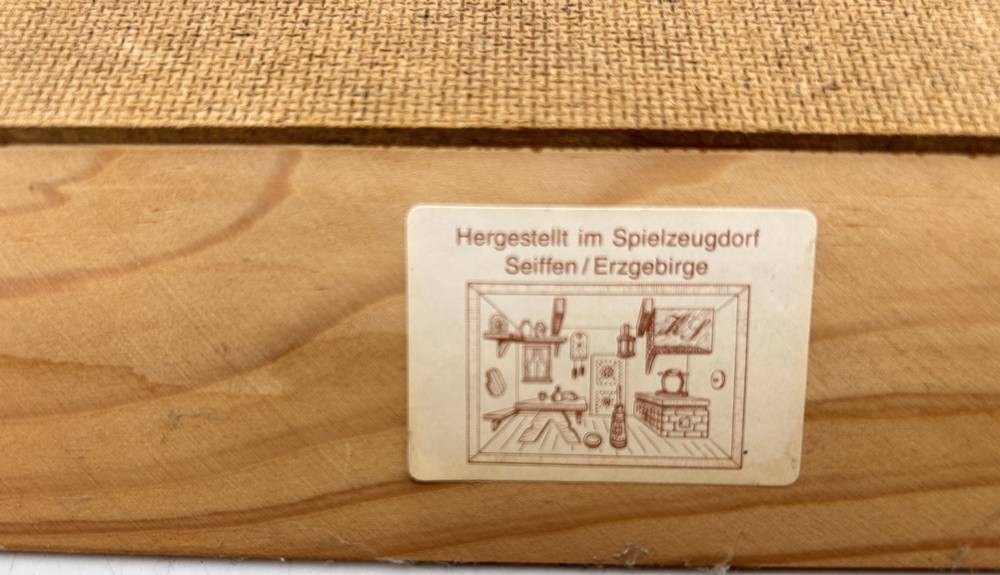 Hergestellt im Spielzeugdorf
Seiffen / Erzgebirge